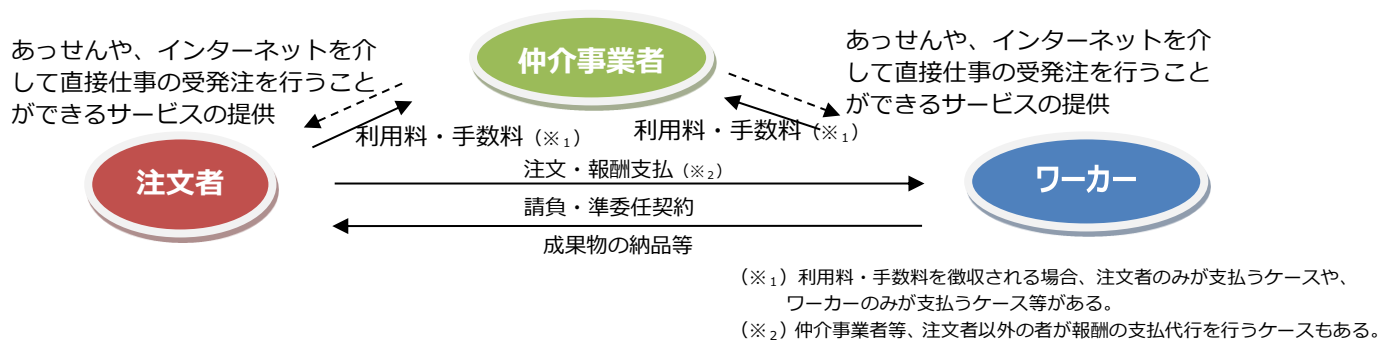 仲介事業者
あっせんや、インターネットを介
して直接仕事の受発注を行うこと
ができるサービスの提供
あっせんや、インターネットを介
して直接仕事の受発注を行うこと
ができるサービスの提供
利用料・手数料（※₁）
利用料・手数料（※₁）
注文者
注文・報酬支払（※₂）
ワーカー
請負・準委任契約
成果物の納品等
（※₁）利用料・手数料を徴収される場合、注文者のみが支払うケースや、
ワーカーのみが支払うケース等がある。
（※₂）仲介事業者等、注文者以外の者が報酬の支払代行を行うケースもある。